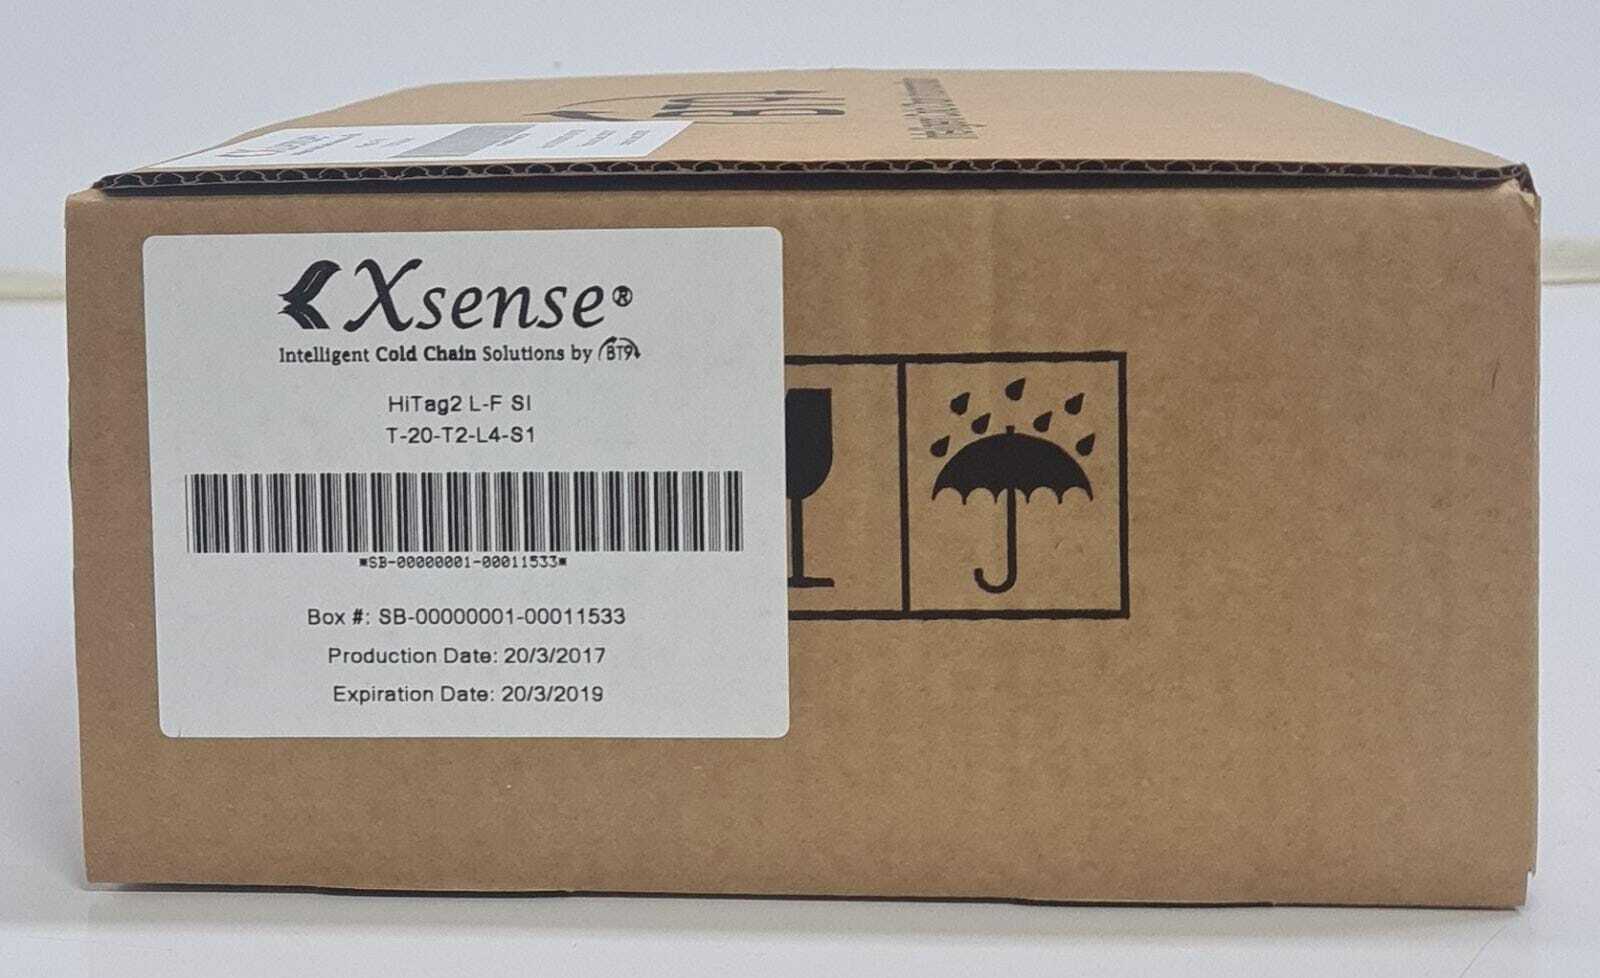 BT9
Xsense®
Intelligent Cold Chain Solutions by BT9
HiTag2 L-F SI
T-20-T2-L4-S1
*SB-00000001-00011533*
Box #: SB-00000001-00011533
Production Date: 20/3/2017
Expiration Date: 20/3/2019